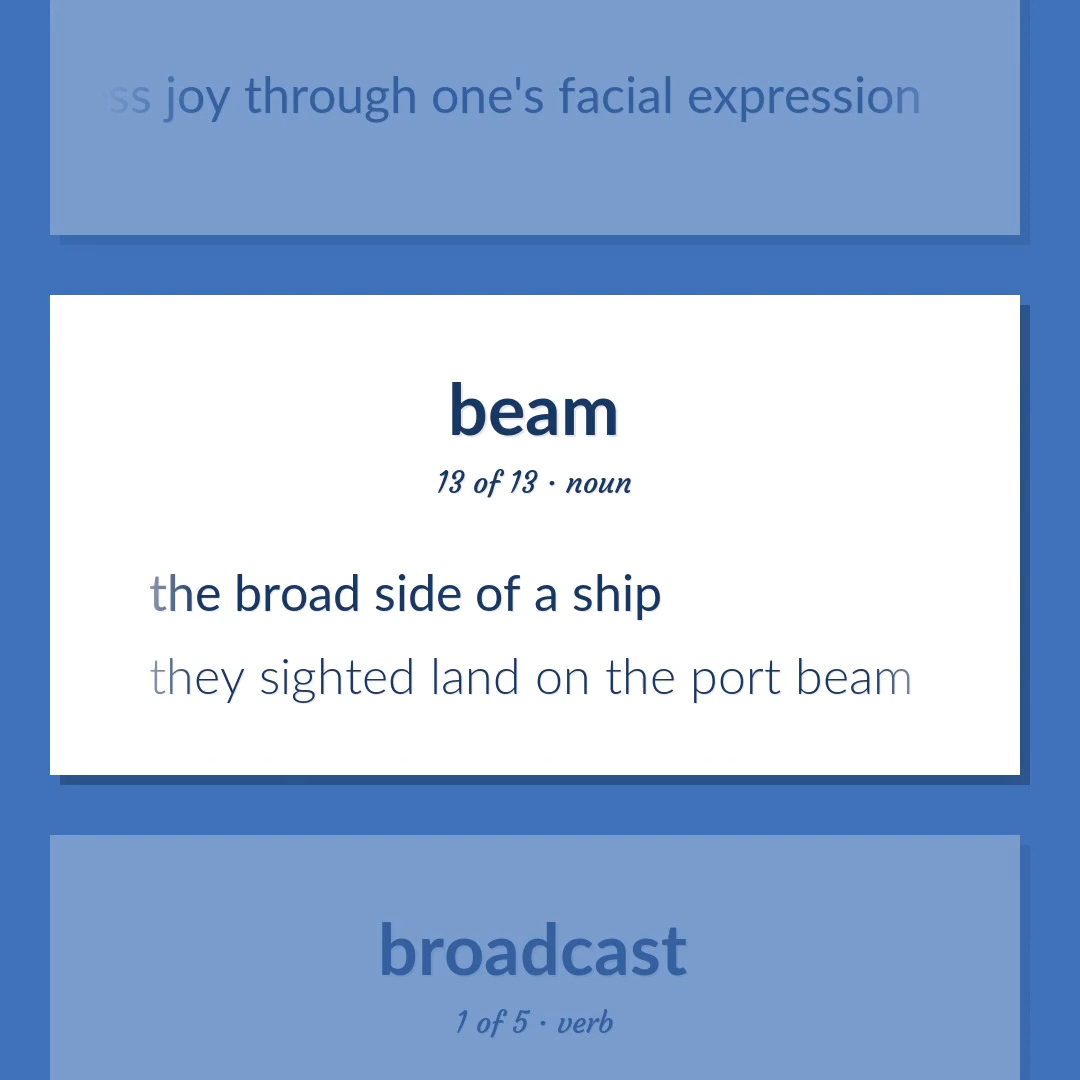 joy through one's facial expression
beam
13 of 13 · noun
the broad side of a ship
they sighted land on the port beam
broadcast
1 of 5 · verb